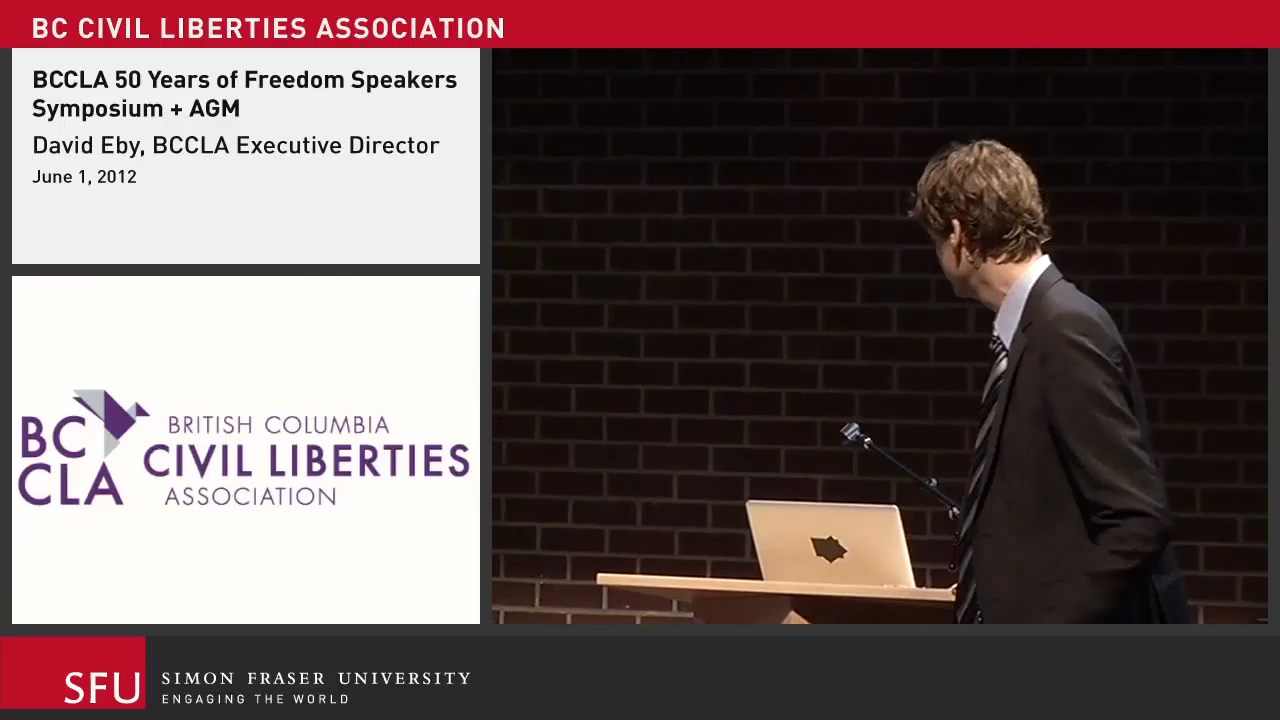 BC CIVIL LIBERTIES ASSOCIATION
BCCLA 50 Years of Freedom Speakers
Symposium + AGM
David Eby, BCCLA Executive Director
June 1, 2012
BC
CLA
BRITISH COLUMBIA
CIVIL LIBERTIES
ASSOCIATION
SFU
SIMON FRASER UNIVERSITY
ENGAGING THE WORLD